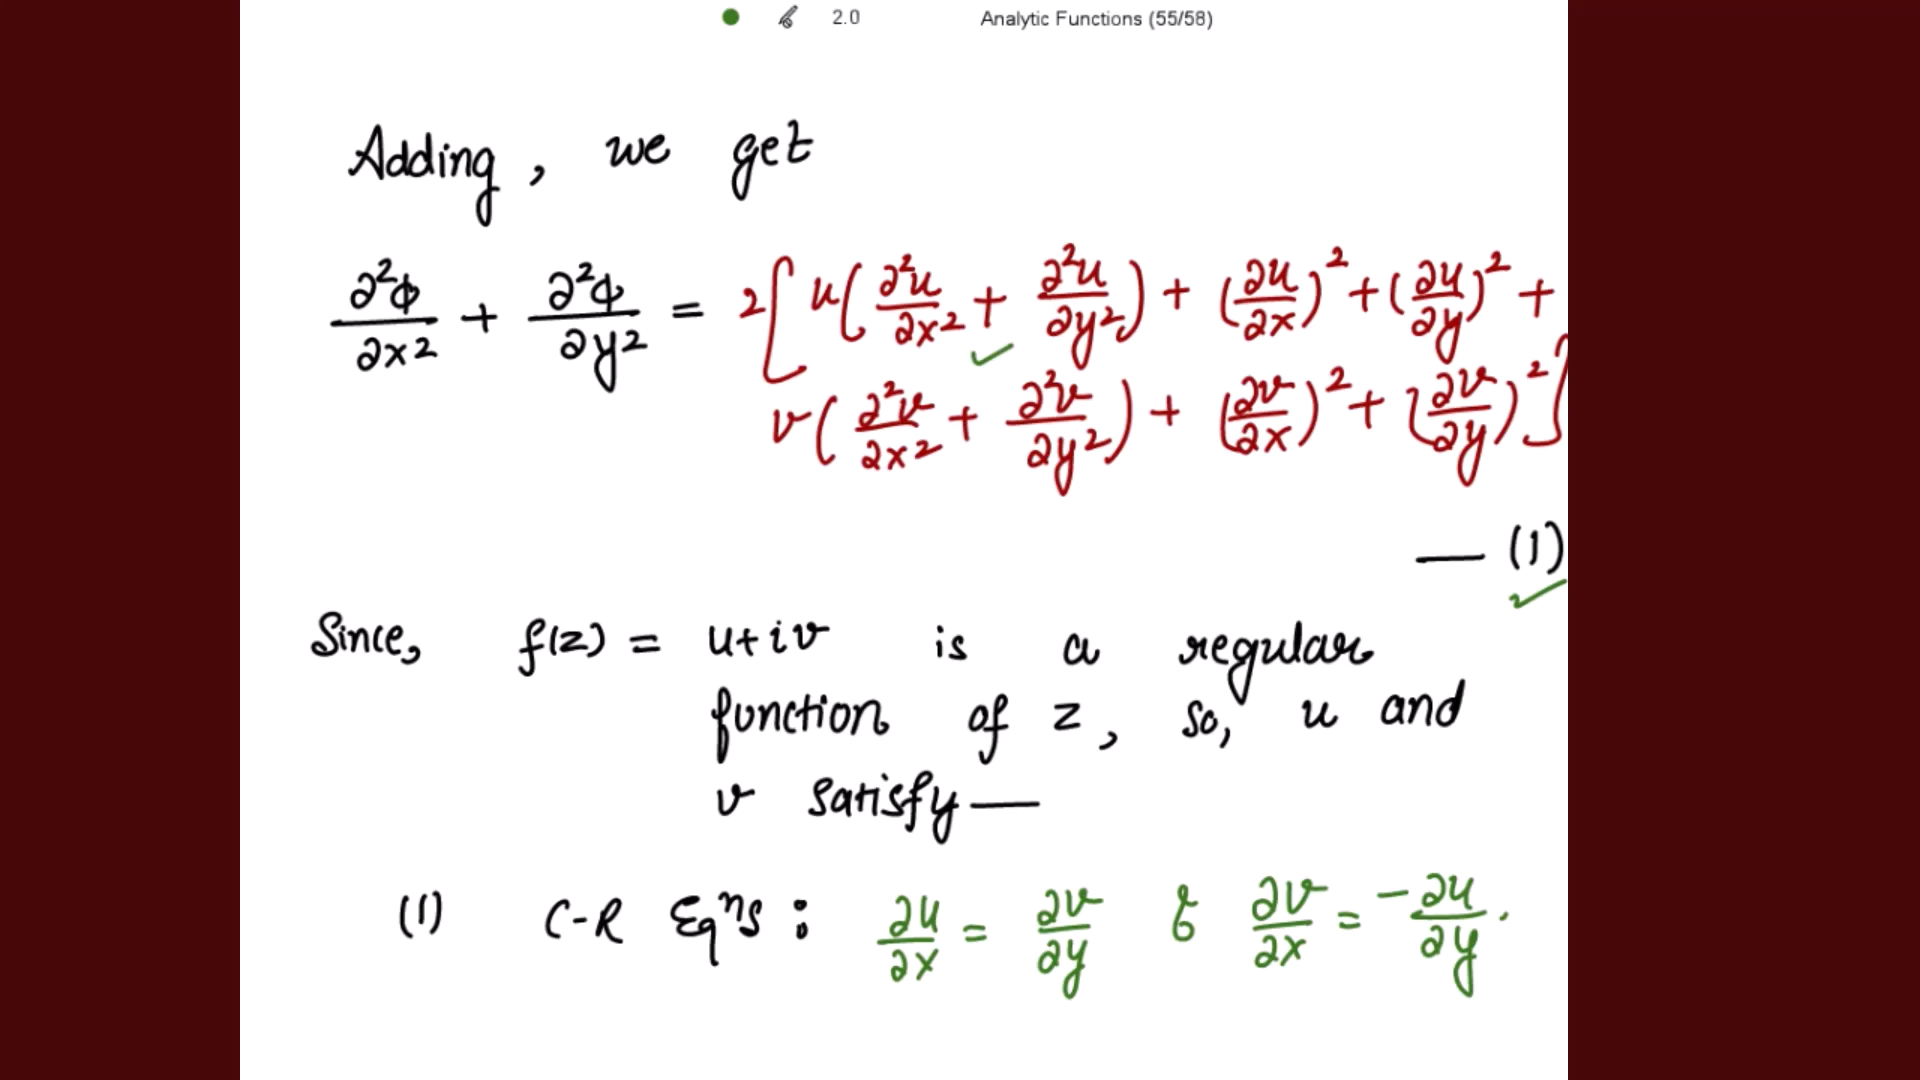 2.0 Analytic Functions (55/58)
Adding, we get
∂²φ/∂x² + ∂²φ/∂y² = 2[u(∂²u/∂x² + ∂²u/∂y²) + (∂u/∂x)² + (∂u/∂y)² +
v(∂²v/∂x² + ∂²v/∂y²) + (∂v/∂x)² + (∂v/∂y)²]
— (1)
Since, f(z) = u+iv is a regular
function of z, so, u and
v satisfy —
(1) C-R Eqⁿs : ∂u/∂x = ∂v/∂y & ∂v/∂x = -∂u/∂y.